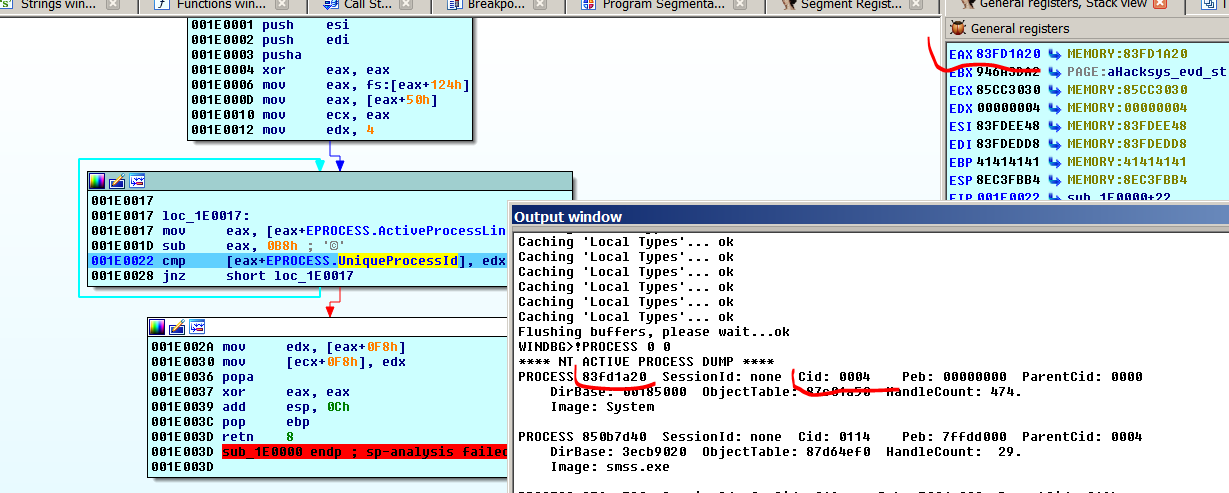 Strings win...
Functions win...
Call St...
Breakpo...
Program Segmenta...
Segment Regist...
General registers, Stack view
General registers
001E0001 push esi
001E0002 push edi
001E0003 pusha
001E0004 xor eax, eax
001E0006 mov eax, fs:[eax+124h]
001E000D mov eax, [eax+50h]
001E0010 mov ecx, eax
001E0012 mov edx, 4
001E0017
001E0017 loc_1E0017:
001E0017 mov eax, [eax+EPROCESS.ActiveProcessLin
001E001D sub eax, 0B8h ;
001E0022 cmp [eax+EPROCESS.UniqueProcessId], edx
001E0028 jnz short loc_1E0017
001E002A mov edx, [eax+0F8h]
001E0030 mov [ecx+0F8h], edx
001E0036 popa
001E0037 xor eax, eax
001E0039 add esp, 0Ch
001E003C pop ebp
001E003D retn 8
001E003D sub_1E0000 endp ; sp-analysis failed
001E003D
EAX 83FD1A20 MEMORY:83FD1A20
EBX 946A3DA2 PAGE:aHacksys_evd_st
ECX 85CC3030 MEMORY:85CC3030
EDX 00000004 MEMORY:00000004
ESI 83FDEE48 MEMORY:83FDEE48
EDI 83FDEDD8 MEMORY:83FDEDD8
EBP 41414141 MEMORY:41414141
ESP 8EC3FBB4 MEMORY:8EC3FBB4
EIP 001E0022 sub_1E0000+22
Output window
Caching 'Local Types'... ok
Caching 'Local Types'... ok
Caching 'Local Types'... ok
Caching 'Local Types'... ok
Caching 'Local Types'... ok
Caching 'Local Types'... ok
Flushing buffers, please wait...ok
WINDBG>!PROCESS 0 0
**** NT ACTIVE PROCESS DUMP ****
PROCESS 83fd1a20 SessionId: none Cid: 0004 Peb: 00000000 ParentCid: 0000
DirBase: 00185000 ObjectTable: 87e01a50 HandleCount: 474.
Image: System
PROCESS 850b7d40 SessionId: none Cid: 0114 Peb: 7ffdd000 ParentCid: 0004
DirBase: 3ecb9020 ObjectTable: 87d64ef0 HandleCount: 29.
Image: smss.exe